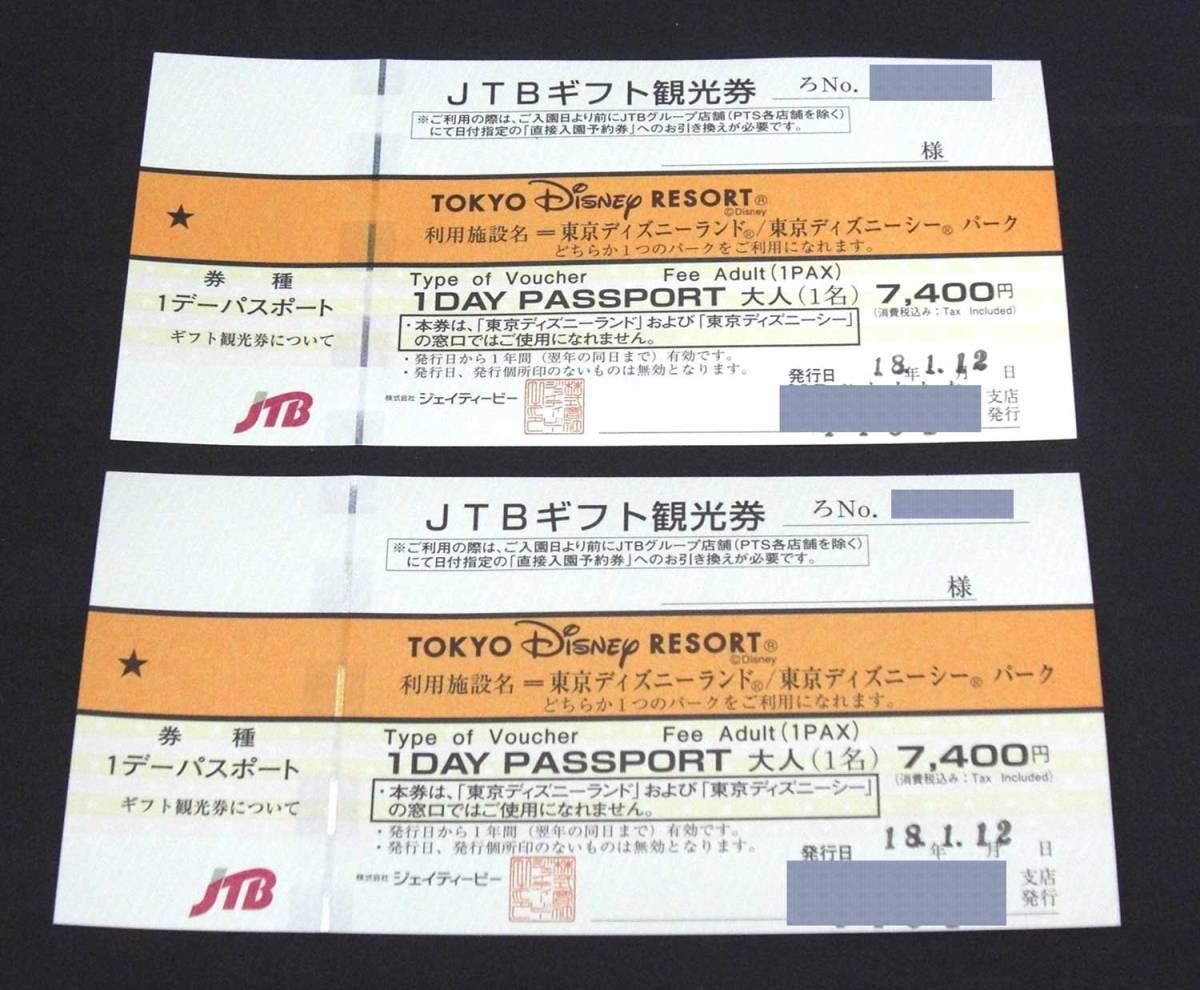 JTBギフト観光券 ろNo.
※ご利用の際は、ご入園日より前にJTBグループ店舗(PTS各店舗を除く)
にて日付指定の「直接入園予約券」へのお引き換えが必要です。
様
★ TOKYO Disney RESORT®
©Disney
利用施設名=東京ディズニーランド®/東京ディズニーシー® パーク
どちらか1つのパークをご利用になれます。
券種 Type of Voucher Fee Adult(1PAX)
1デーパスポート 1DAY PASSPORT 大人(1名) 7,400円
(消費税込み:Tax Included)
・本券は、「東京ディズニーランド」および「東京ディズニーシー」
の窓口ではご使用になれません。
ギフト観光券について
・発行日から1年間(翌年の同日まで)有効です。
・発行日、発行個所印のないものは無効となります。
発行日 18年1.月12日
JTB 株式会社 ジェイティービー 支店
発行
JTBギフト観光券 ろNo.
※ご利用の際は、ご入園日より前にJTBグループ店舗(PTS各店舗を除く)
にて日付指定の「直接入園予約券」へのお引き換えが必要です。
様
★ TOKYO Disney RESORT®
©Disney
利用施設名=東京ディズニーランド®/東京ディズニーシー® パーク
どちらか1つのパークをご利用になれます。
券種 Type of Voucher Fee Adult(1PAX)
1デーパスポート 1DAY PASSPORT 大人(1名) 7,400円
(消費税込み:Tax Included)
・本券は、「東京ディズニーランド」および「東京ディズニーシー」
の窓口ではご使用になれません。
ギフト観光券について
・発行日から1年間(翌年の同日まで)有効です。
・発行日、発行個所印のないものは無効となります。
発行日 18年1.月12日
JTB 株式会社 ジェイティービー 支店
発行